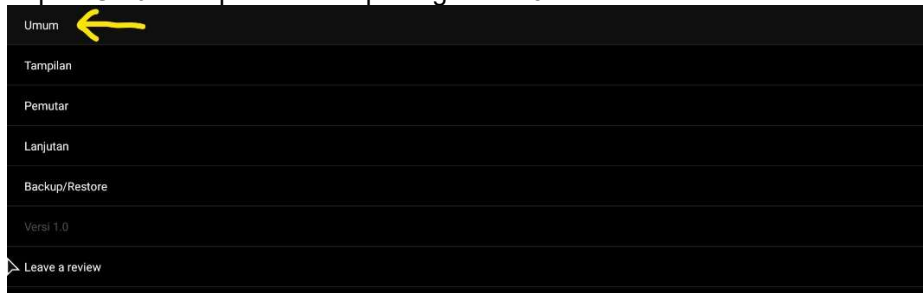 Umum
Tampilan
Pemutar
Lanjutan
Backup/Restore
Versi 1.0
Leave a review